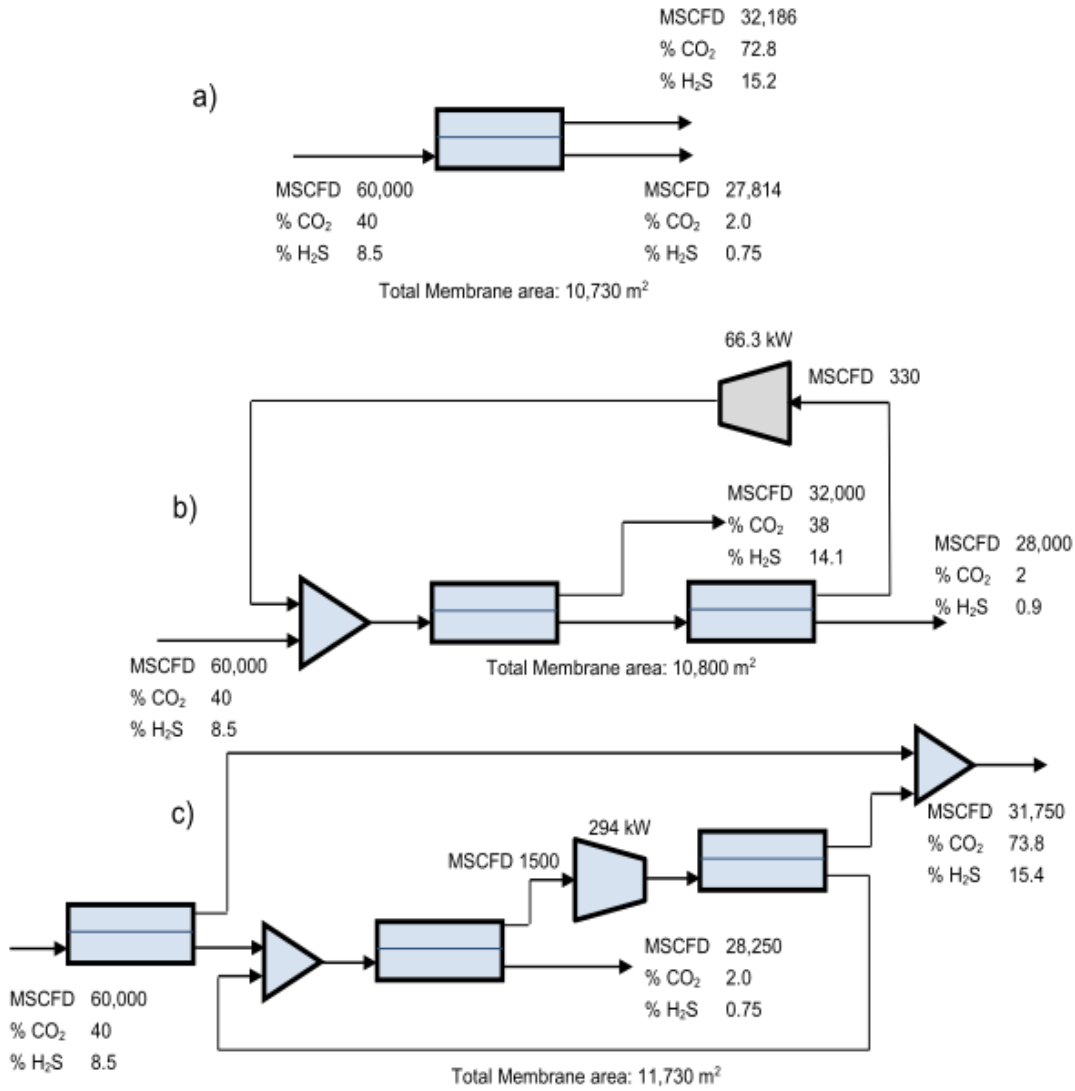 MSCFD 32,186
% CO₂ 72.8
% H₂S 15.2
a)
MSCFD 60,000
% CO₂ 40
% H₂S 8.5
MSCFD 27,814
% CO₂ 2.0
% H₂S 0.75
Total Membrane area: 10,730 m²
66.3 kW
MSCFD 330
b)
MSCFD 32,000
% CO₂ 38
% H₂S 14.1
MSCFD 28,000
% CO₂ 2
% H₂S 0.9
MSCFD 60,000
% CO₂ 40
% H₂S 8.5
Total Membrane area: 10,800 m²
c)
294 kW
MSCFD 1500
MSCFD 31,750
% CO₂ 73.8
% H₂S 15.4
MSCFD 28,250
% CO₂ 2.0
% H₂S 0.75
MSCFD 60,000
% CO₂ 40
% H₂S 8.5
Total Membrane area: 11,730 m²